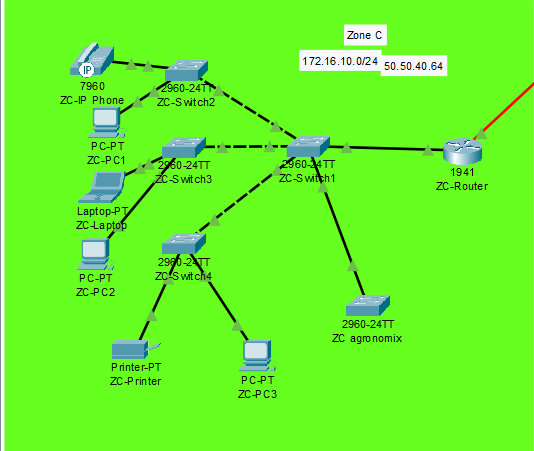 Zone C
172.16.10.0/24
50.50.40.64
IP
7960
ZC-IP Phone
2960-24TT
ZC-Switch2
PC-PT
ZC-PC1
2960-24TT
ZC-Switch3
2960-24TT
ZC-Switch1
1941
ZC-Router
Laptop-PT
ZC-Laptop
2960-24TT
ZC-Switch4
PC-PT
ZC-PC2
2960-24TT
ZC agronomix
Printer-PT
ZC-Printer
PC-PT
ZC-PC3